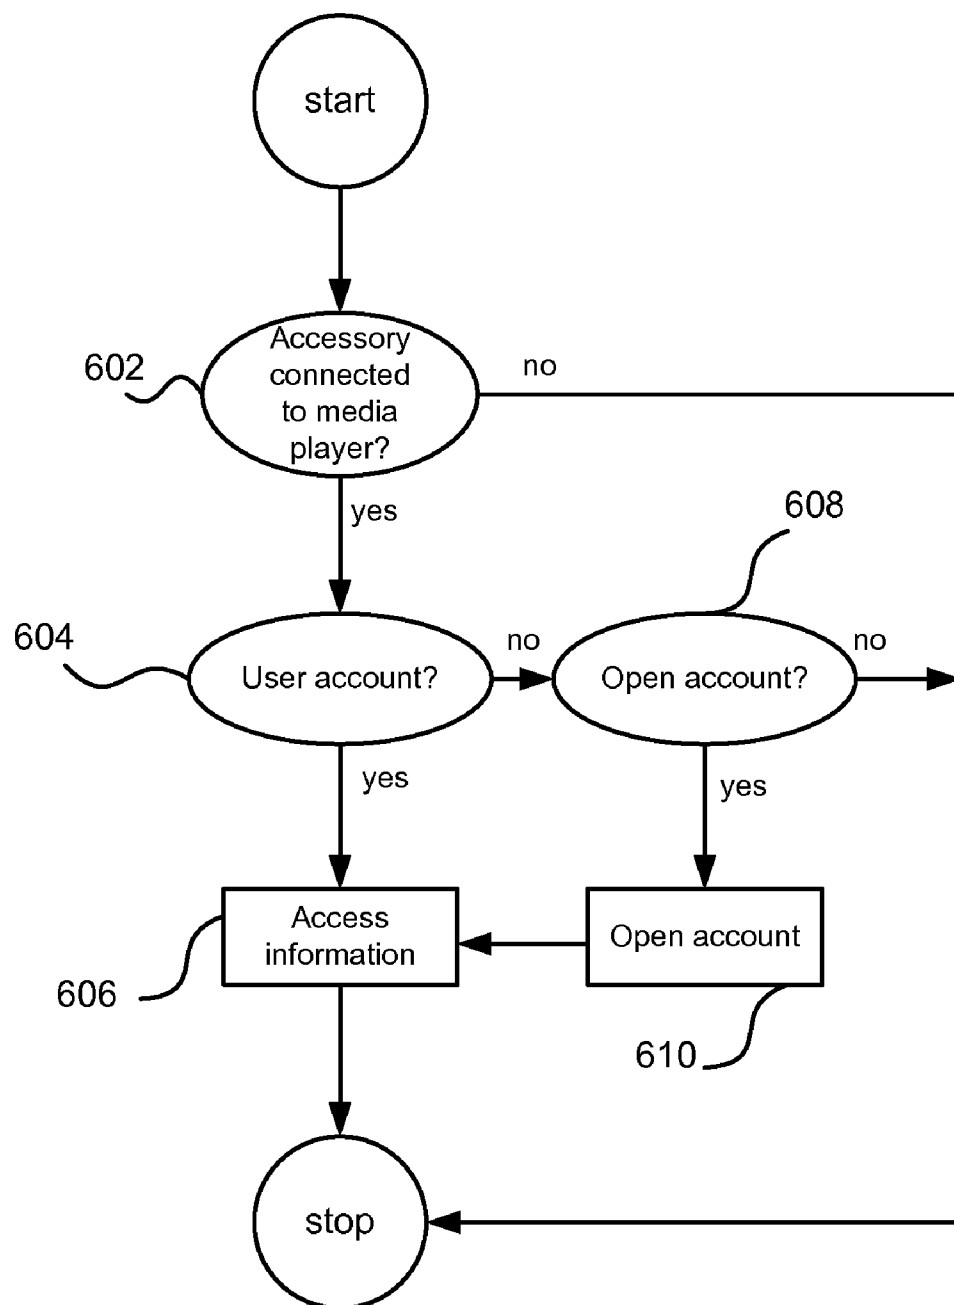 start
602
Accessory
connected
to media
player?
no
yes
608
604
User account?
no
Open account?
no
yes
yes
606
Access
information
Open account
610
stop